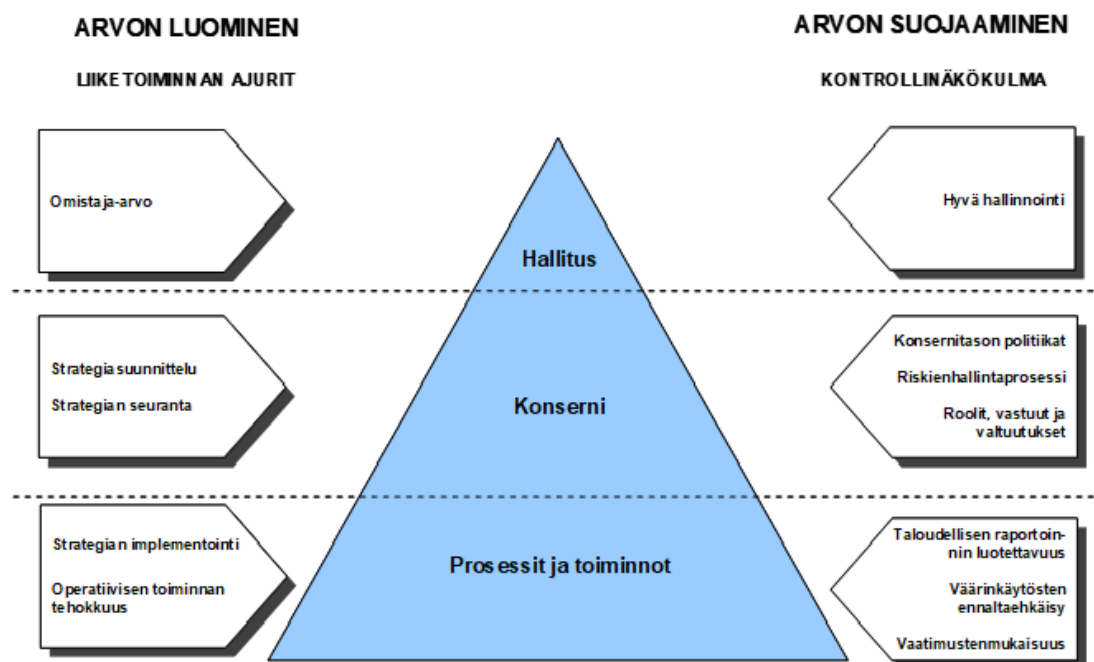 ARVON LUOMINEN
ARVON SUOJAAMINEN
LIIKETOIMINNAN AJURIT
KONTROLLINÄKÖKULMA
Omistaja-arvo
Hallitus
Hyvä hallinnointi
Strategiasuunnittelu
Strategian seuranta
Konserni
Konsernitason politiikat
Riskienhallintaprosessi
Roolit, vastuut ja
valtuutukset
Strategian implementointi
Operatiivisen toiminnan
tehokkuus
Prosessit ja toiminnot
Taloudellisen raportoin-
nin luotettavuus
Väärinkäytösten
ennaltaehkäisy
Vaatimustenmukaisuus